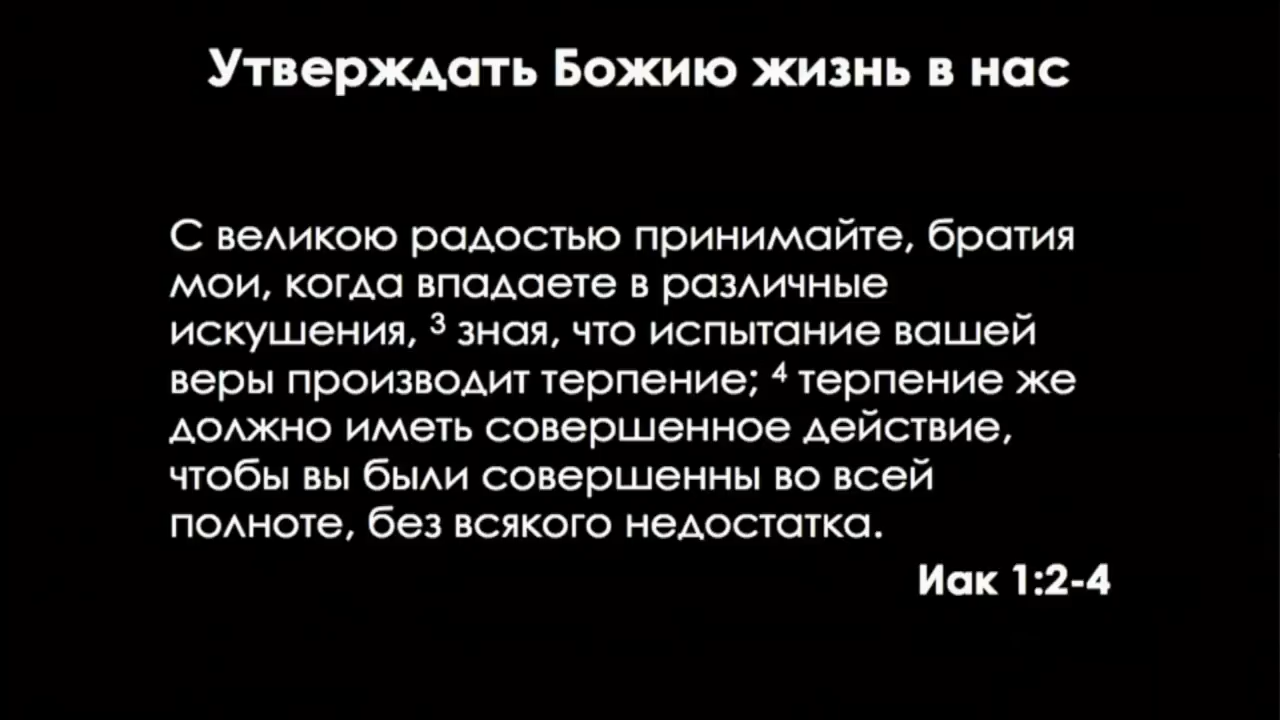 Утверждать Божию жизнь в нас
С великою радостью принимайте, братия
мои, когда впадаете в различные
искушения, ³ зная, что испытание вашей
веры производит терпение; ⁴ терпение же
должно иметь совершенное действие,
чтобы вы были совершенны во всей
полноте, без всякого недостатка.
Иак 1:2-4